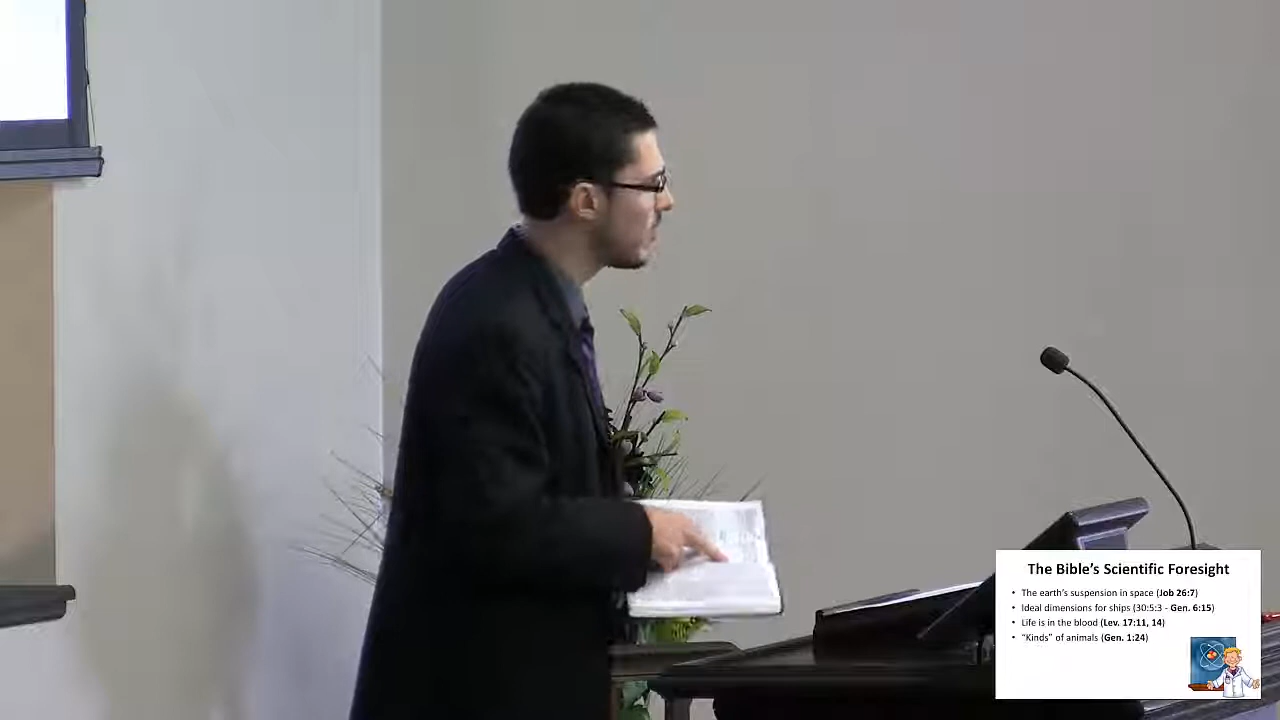 The Bible's Scientific Foresight
• The earth's suspension in space (Job 26:7)
• Ideal dimensions for ships (30:5:3 - Gen. 6:15)
• Life is in the blood (Lev. 17:11, 14)
• "Kinds" of animals (Gen. 1:24)